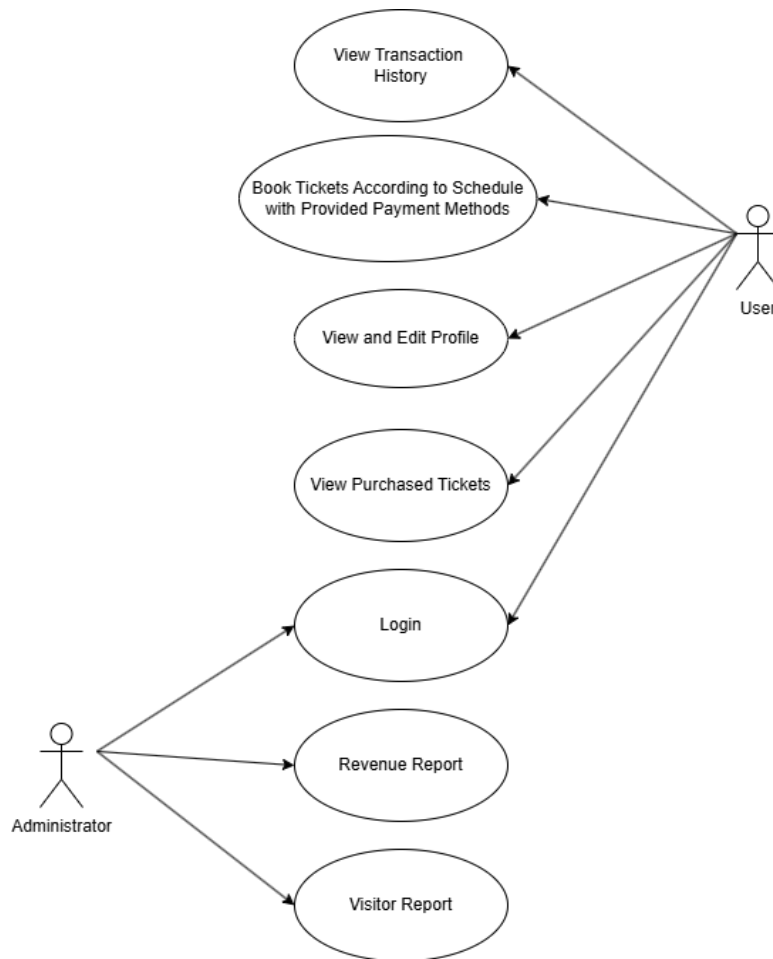 View Transaction
History
Book Tickets According to Schedule
with Provided Payment Methods
User
View and Edit Profile
View Purchased Tickets
Login
Revenue Report
Administrator
Visitor Report